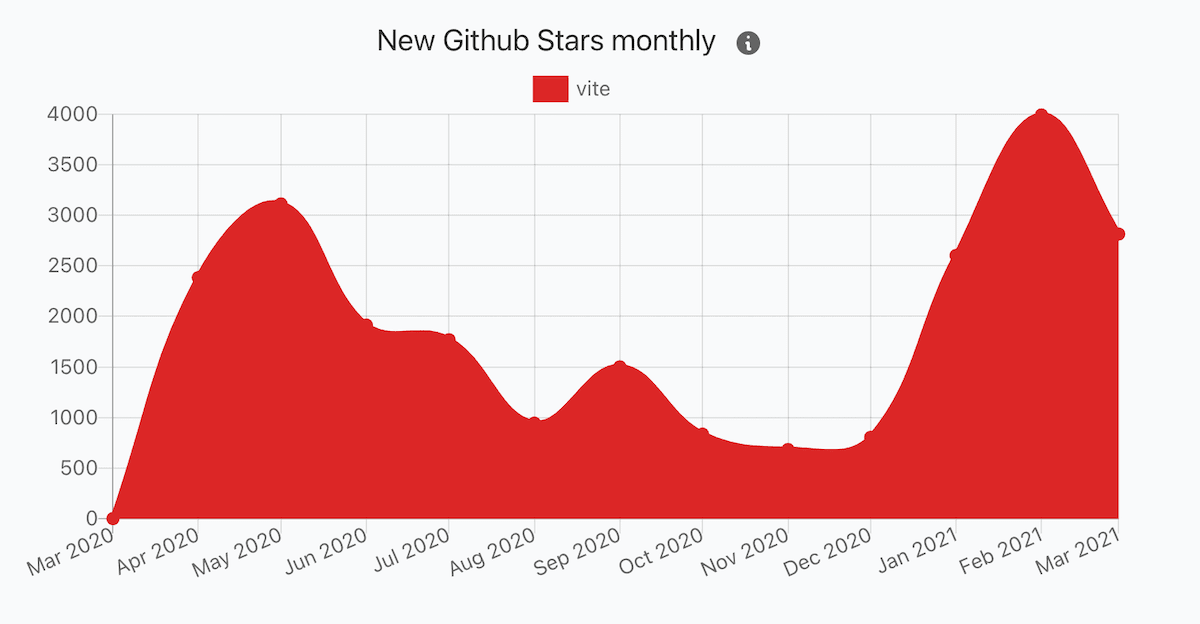 New Github Stars monthly
vite
4000
3500
3000
2500
2000
1500
1000
500
0
Mar 2020
Apr 2020
May 2020
Jun 2020
Jul 2020
Aug 2020
Sep 2020
Oct 2020
Nov 2020
Dec 2020
Jan 2021
Feb 2021
Mar 2021